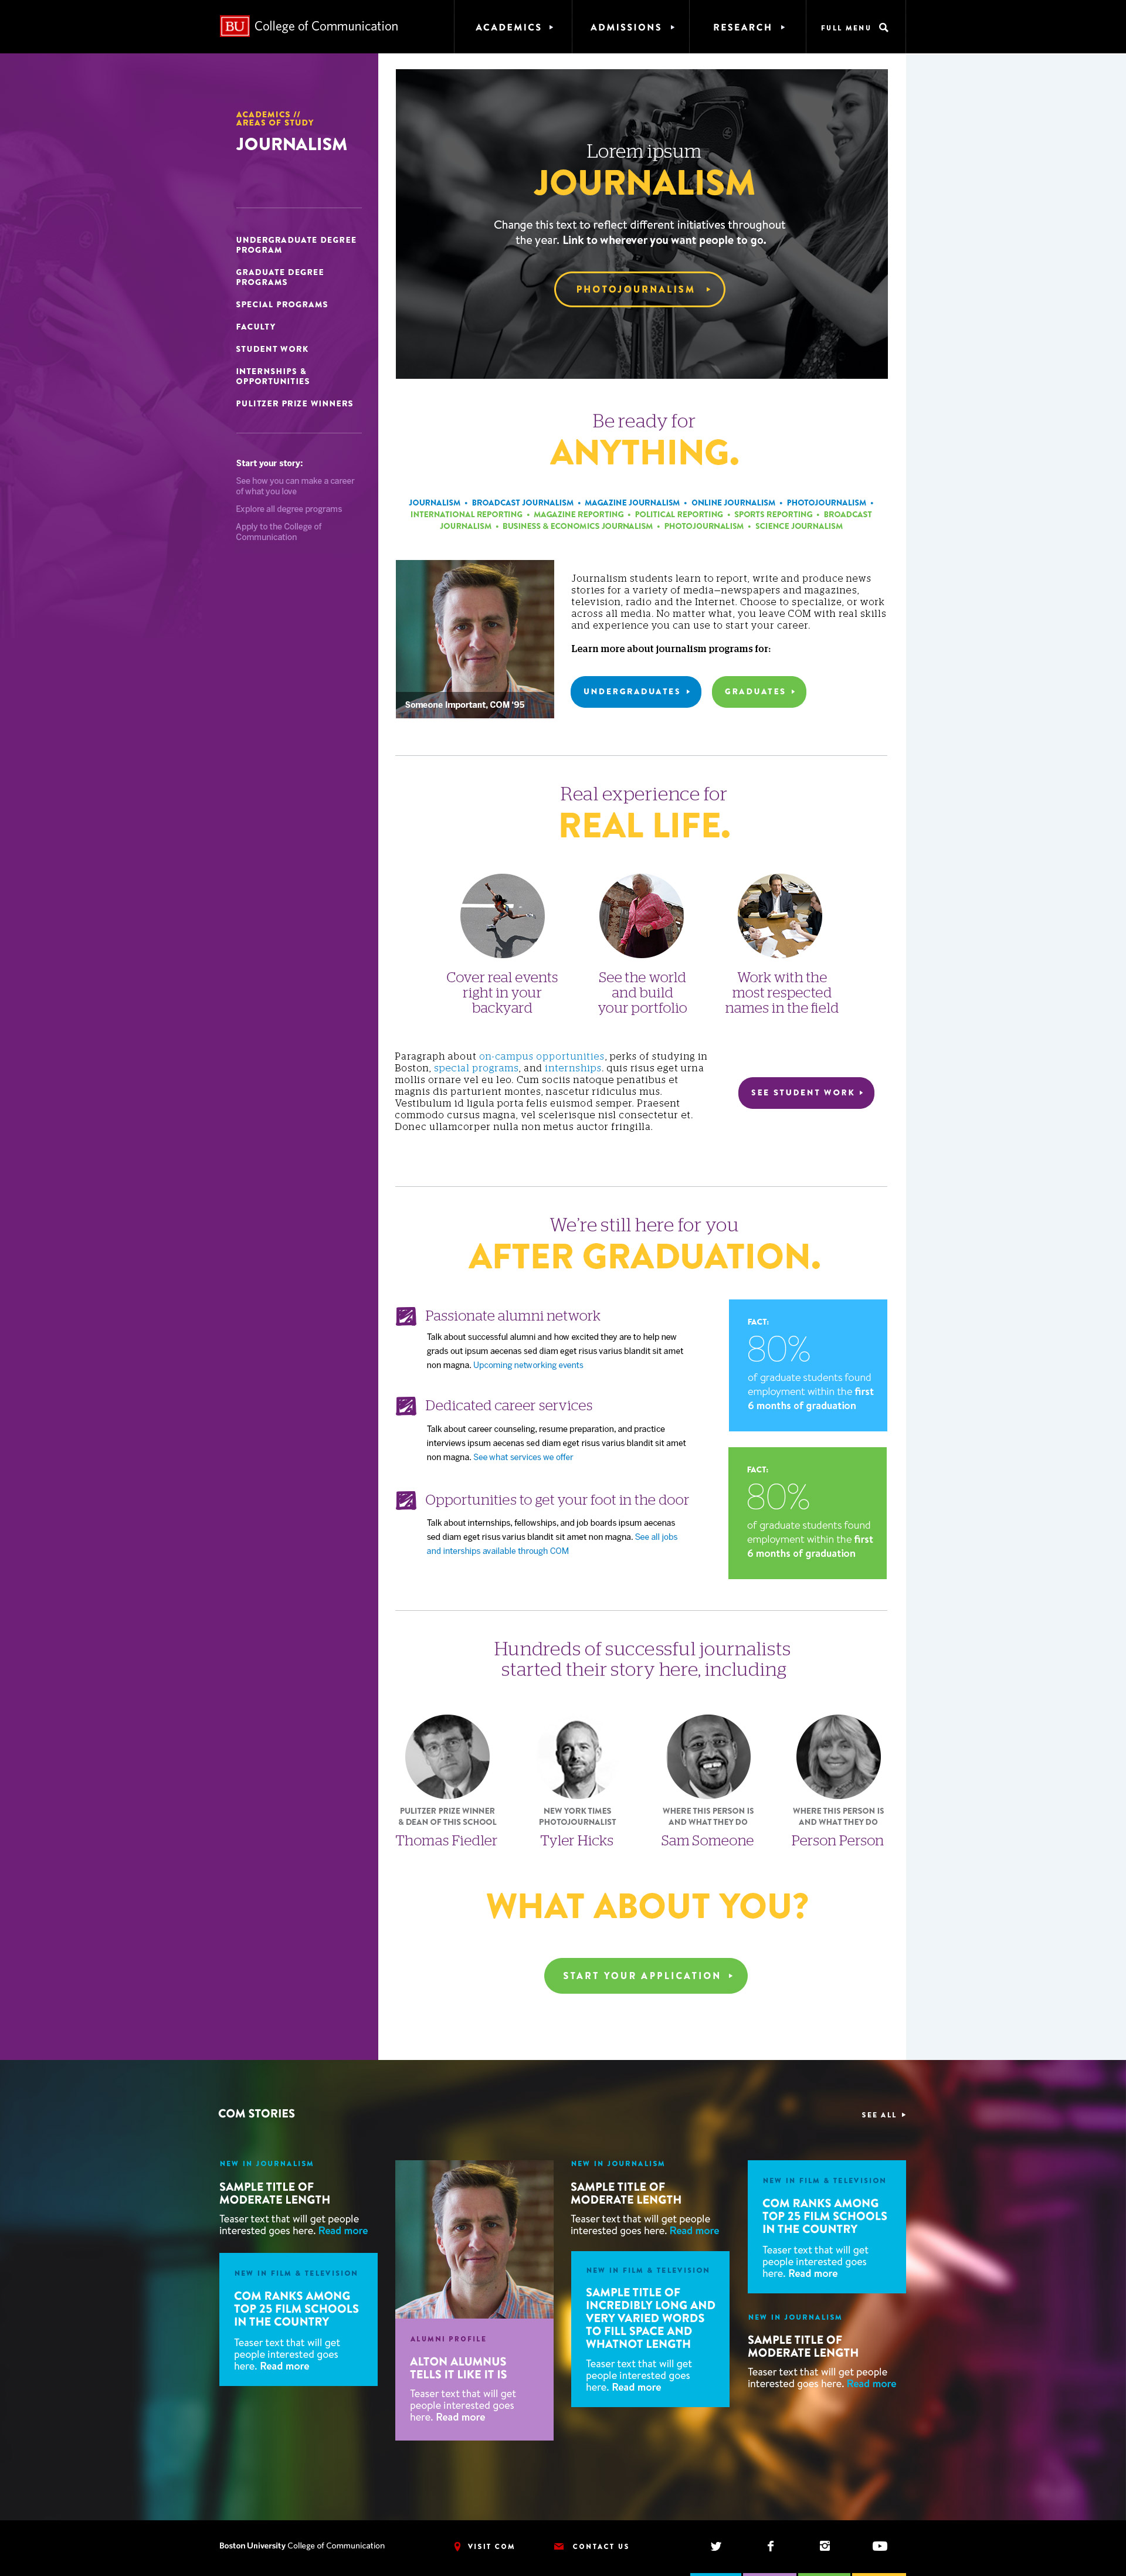 BU College of Communication
ACADEMICS
ADMISSIONS
RESEARCH
FULL MENU
ACADEMICS //
AREAS OF STUDY
JOURNALISM
UNDERGRADUATE DEGREE
PROGRAM
GRADUATE DEGREE
PROGRAMS
SPECIAL PROGRAMS
FACULTY
STUDENT WORK
INTERNSHIPS &
OPPORTUNITIES
PULITZER PRIZE WINNERS
Start your story:
See how you can make a career
of what you love
Explore all degree programs
Apply to the College of
Communication
Lorem ipsum
JOURNALISM
Change this text to reflect different initiatives throughout
the year. Link to wherever you want people to go.
PHOTOJOURNALISM
Be ready for
ANYTHING.
JOURNALISM • BROADCAST JOURNALISM • MAGAZINE JOURNALISM • ONLINE JOURNALISM • PHOTOJOURNALISM •
INTERNATIONAL REPORTING • MAGAZINE REPORTING • POLITICAL REPORTING • SPORTS REPORTING • BROADCAST
JOURNALISM • BUSINESS & ECONOMICS JOURNALISM • PHOTOJOURNALISM • SCIENCE JOURNALISM
Someone Important, COM '95
Journalism students learn to report, write and produce news
stories for a variety of media—newspapers and magazines,
television, radio and the Internet. Choose to specialize, or work
across all media. No matter what, you leave COM with real skills
and experience you can use to start your career.
Learn more about journalism programs for:
UNDERGRADUATES
GRADUATES
Real experience for
REAL LIFE.
Cover real events
right in your
backyard
See the world
and build
your portfolio
Work with the
most respected
names in the field
Paragraph about on-campus opportunities, perks of studying in
Boston, special programs, and internships. quis risus eget urna
mollis ornare vel eu leo. Cum sociis natoque penatibus et
magnis dis parturient montes, nascetur ridiculus mus.
Vestibulum id ligula porta felis euismod semper. Praesent
commodo cursus magna, vel scelerisque nisl consectetur et.
Donec ullamcorper nulla non metus auctor fringilla.
SEE STUDENT WORK
We're still here for you
AFTER GRADUATION.
Passionate alumni network
Talk about successful alumni and how excited they are to help new
grads out ipsum aecenas sed diam eget risus varius blandit sit amet
non magna. Upcoming networking events
Dedicated career services
Talk about career counseling, resume preparation, and practice
interviews ipsum aecenas sed diam eget risus varius blandit sit amet
non magna. See what services we offer
Opportunities to get your foot in the door
Talk about internships, fellowships, and job boards ipsum aecenas
sed diam eget risus varius blandit sit amet non magna. See all jobs
and interships available through COM
FACT:
80%
of graduate students found
employment within the first
6 months of graduation
FACT:
80%
of graduate students found
employment within the first
6 months of graduation
Hundreds of successful journalists
started their story here, including
PULITZER PRIZE WINNER
& DEAN OF THIS SCHOOL
Thomas Fiedler
NEW YORK TIMES
PHOTOJOURNALIST
Tyler Hicks
WHERE THIS PERSON IS
AND WHAT THEY DO
Sam Someone
WHERE THIS PERSON IS
AND WHAT THEY DO
Person Person
WHAT ABOUT YOU?
START YOUR APPLICATION
COM STORIES
SEE ALL
NEW IN JOURNALISM
SAMPLE TITLE OF
MODERATE LENGTH
Teaser text that will get people
interested goes here. Read more
NEW IN FILM & TELEVISION
COM RANKS AMONG
TOP 25 FILM SCHOOLS
IN THE COUNTRY
Teaser text that will get
people interested goes
here. Read more
ALUMNI PROFILE
ALTON ALUMNUS
TELLS IT LIKE IT IS
Teaser text that will get
people interested goes
here. Read more
NEW IN JOURNALISM
SAMPLE TITLE OF
MODERATE LENGTH
Teaser text that will get people
interested goes here. Read more
NEW IN FILM & TELEVISION
SAMPLE TITLE OF
INCREDIBLY LONG AND
VERY VARIED WORDS
TO FILL SPACE AND
WHATNOT LENGTH
Teaser text that will get
people interested goes
here. Read more
NEW IN FILM & TELEVISION
COM RANKS AMONG
TOP 25 FILM SCHOOLS
IN THE COUNTRY
Teaser text that will get
people interested goes
here. Read more
NEW IN JOURNALISM
SAMPLE TITLE OF
MODERATE LENGTH
Teaser text that will get people
interested goes here. Read more
Boston University College of Communication
VISIT COM
CONTACT US